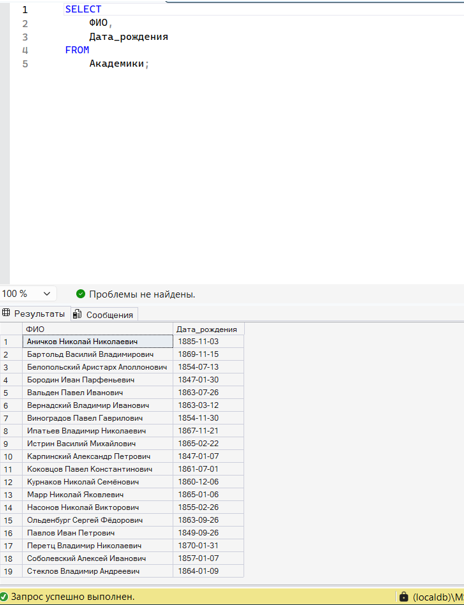 1 SELECT
2 ФИО,
3 Дата_рождения
4 FROM
5 Академики;
100 % Проблемы не найдены.
Результаты Сообщения
ФИО Дата_рождения
1 Аничков Николай Николаевич 1885-11-03
2 Бартольд Василий Владимирович 1869-11-15
3 Белопольский Аристарх Аполлонович 1854-07-13
4 Бородин Иван Парфеньевич 1847-01-30
5 Вальден Павел Иванович 1863-07-26
6 Вернадский Владимир Иванович 1863-03-12
7 Виноградов Павел Гаврилович 1854-11-30
8 Ипатьев Владимир Николаевич 1867-11-21
9 Истрин Василий Михайлович 1865-02-22
10 Карпинский Александр Петрович 1847-01-07
11 Коковцов Павел Константинович 1861-07-01
12 Курнаков Николай Семёнович 1860-12-06
13 Марр Николай Яковлевич 1865-01-06
14 Насонов Николай Викторович 1855-02-26
15 Ольденбург Сергей Фёдорович 1863-09-26
16 Павлов Иван Петрович 1849-09-26
17 Перетц Владимир Николаевич 1870-01-31
18 Соболевский Алексей Иванович 1857-01-07
19 Стеклов Владимир Андреевич 1864-01-09
Запрос успешно выполнен. (localdb)\M